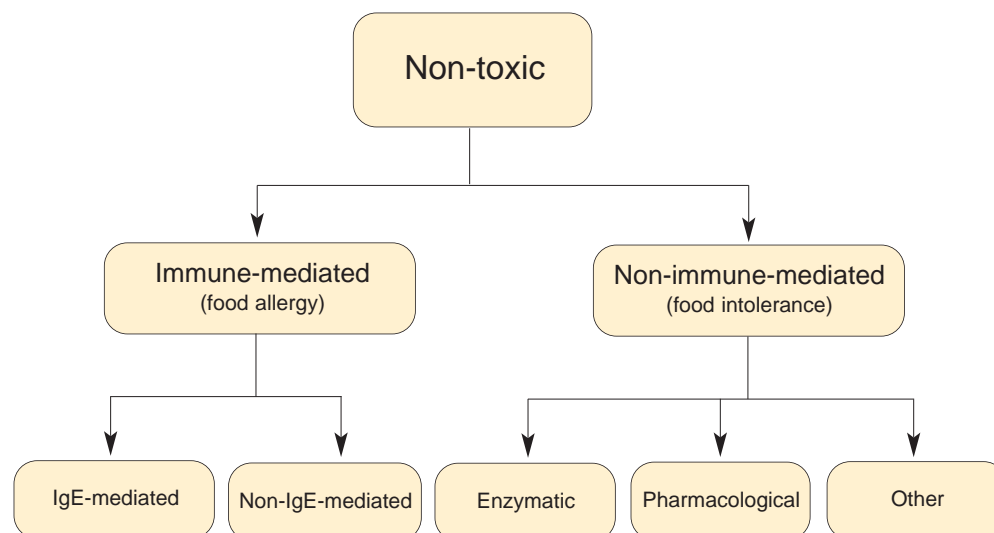 Non-toxic
Immune-mediated
(food allergy)
Non-immune-mediated
(food intolerance)
IgE-mediated
Non-IgE-mediated
Enzymatic
Pharmacological
Other